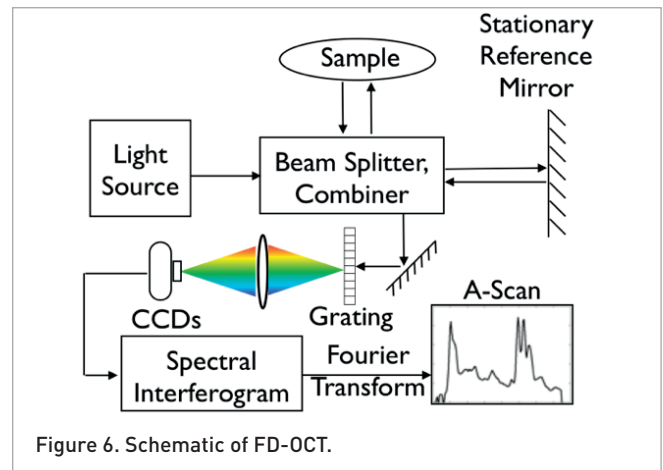 Sample
Stationary
Reference
Mirror
Light
Source
Beam Splitter,
Combiner
CCDs
Grating
A-Scan
Spectral
Interferogram
Fourier
Transform
Figure 6. Schematic of FD-OCT.